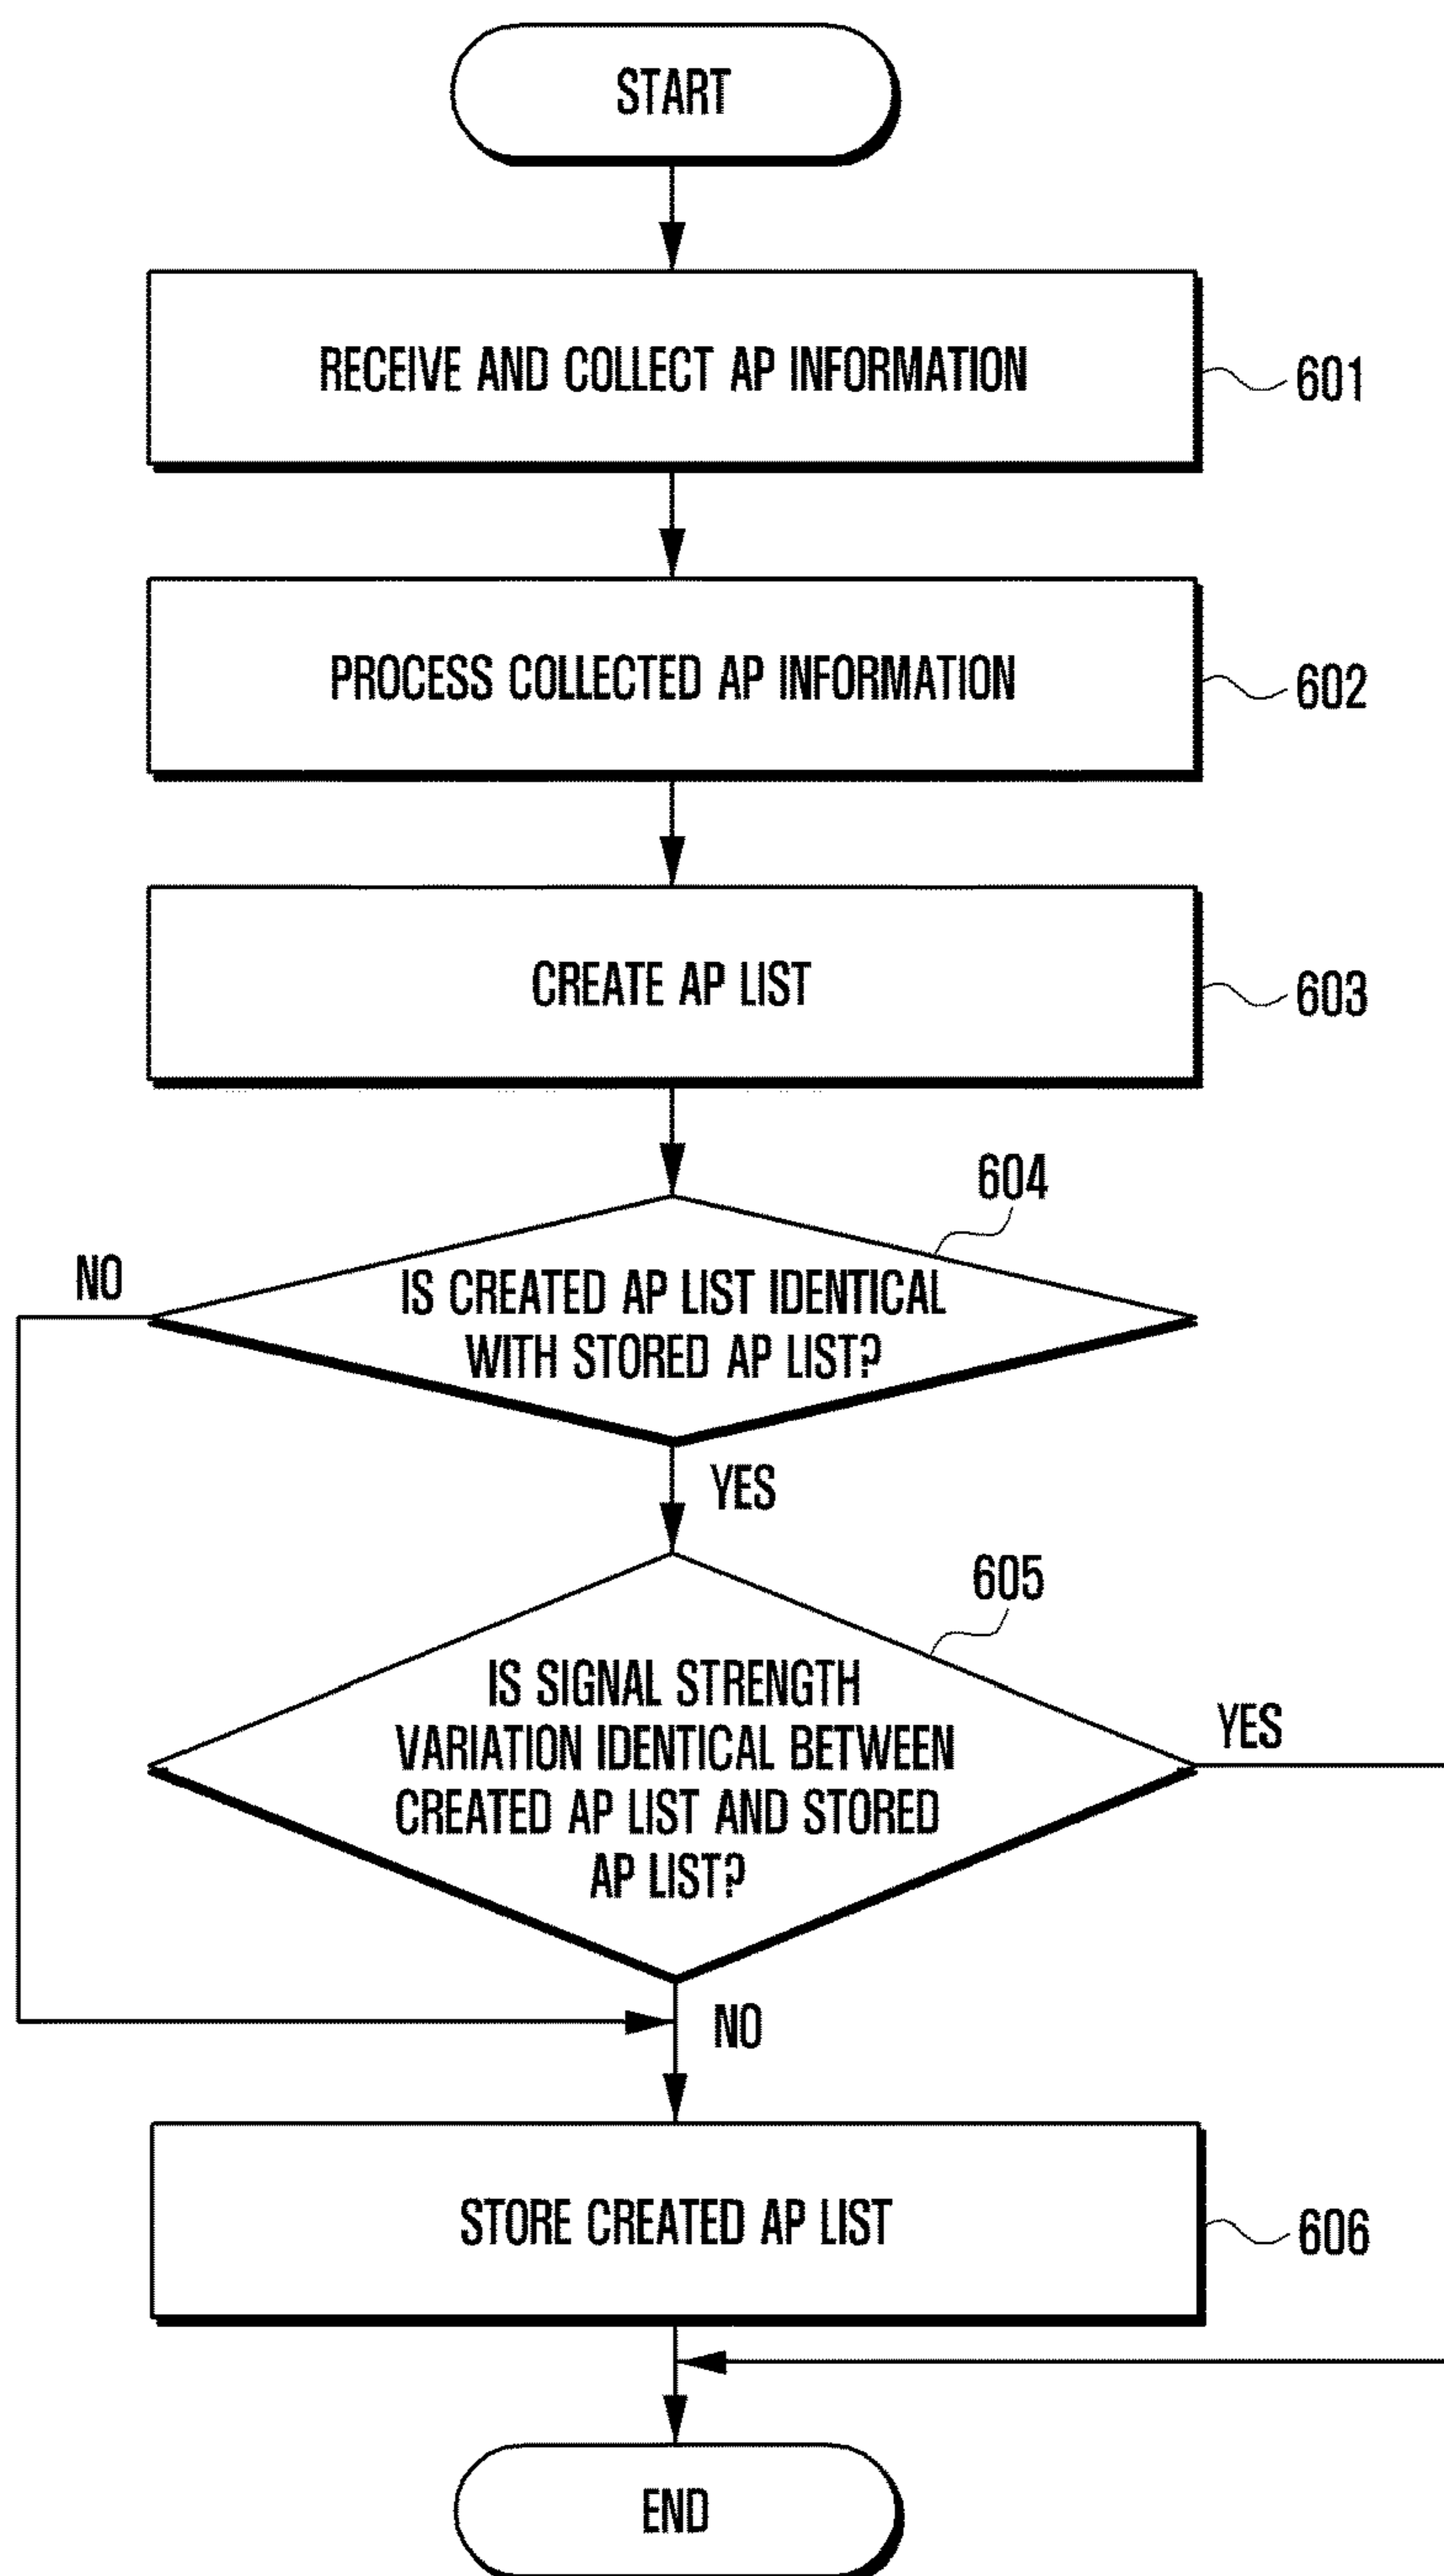 START
RECEIVE AND COLLECT AP INFORMATION
601
PROCESS COLLECTED AP INFORMATION
602
CREATE AP LIST
603
604
NO
IS CREATED AP LIST IDENTICAL
WITH STORED AP LIST?
YES
605
IS SIGNAL STRENGTH
VARIATION IDENTICAL BETWEEN
CREATED AP LIST AND STORED
AP LIST?
YES
NO
STORE CREATED AP LIST
606
END